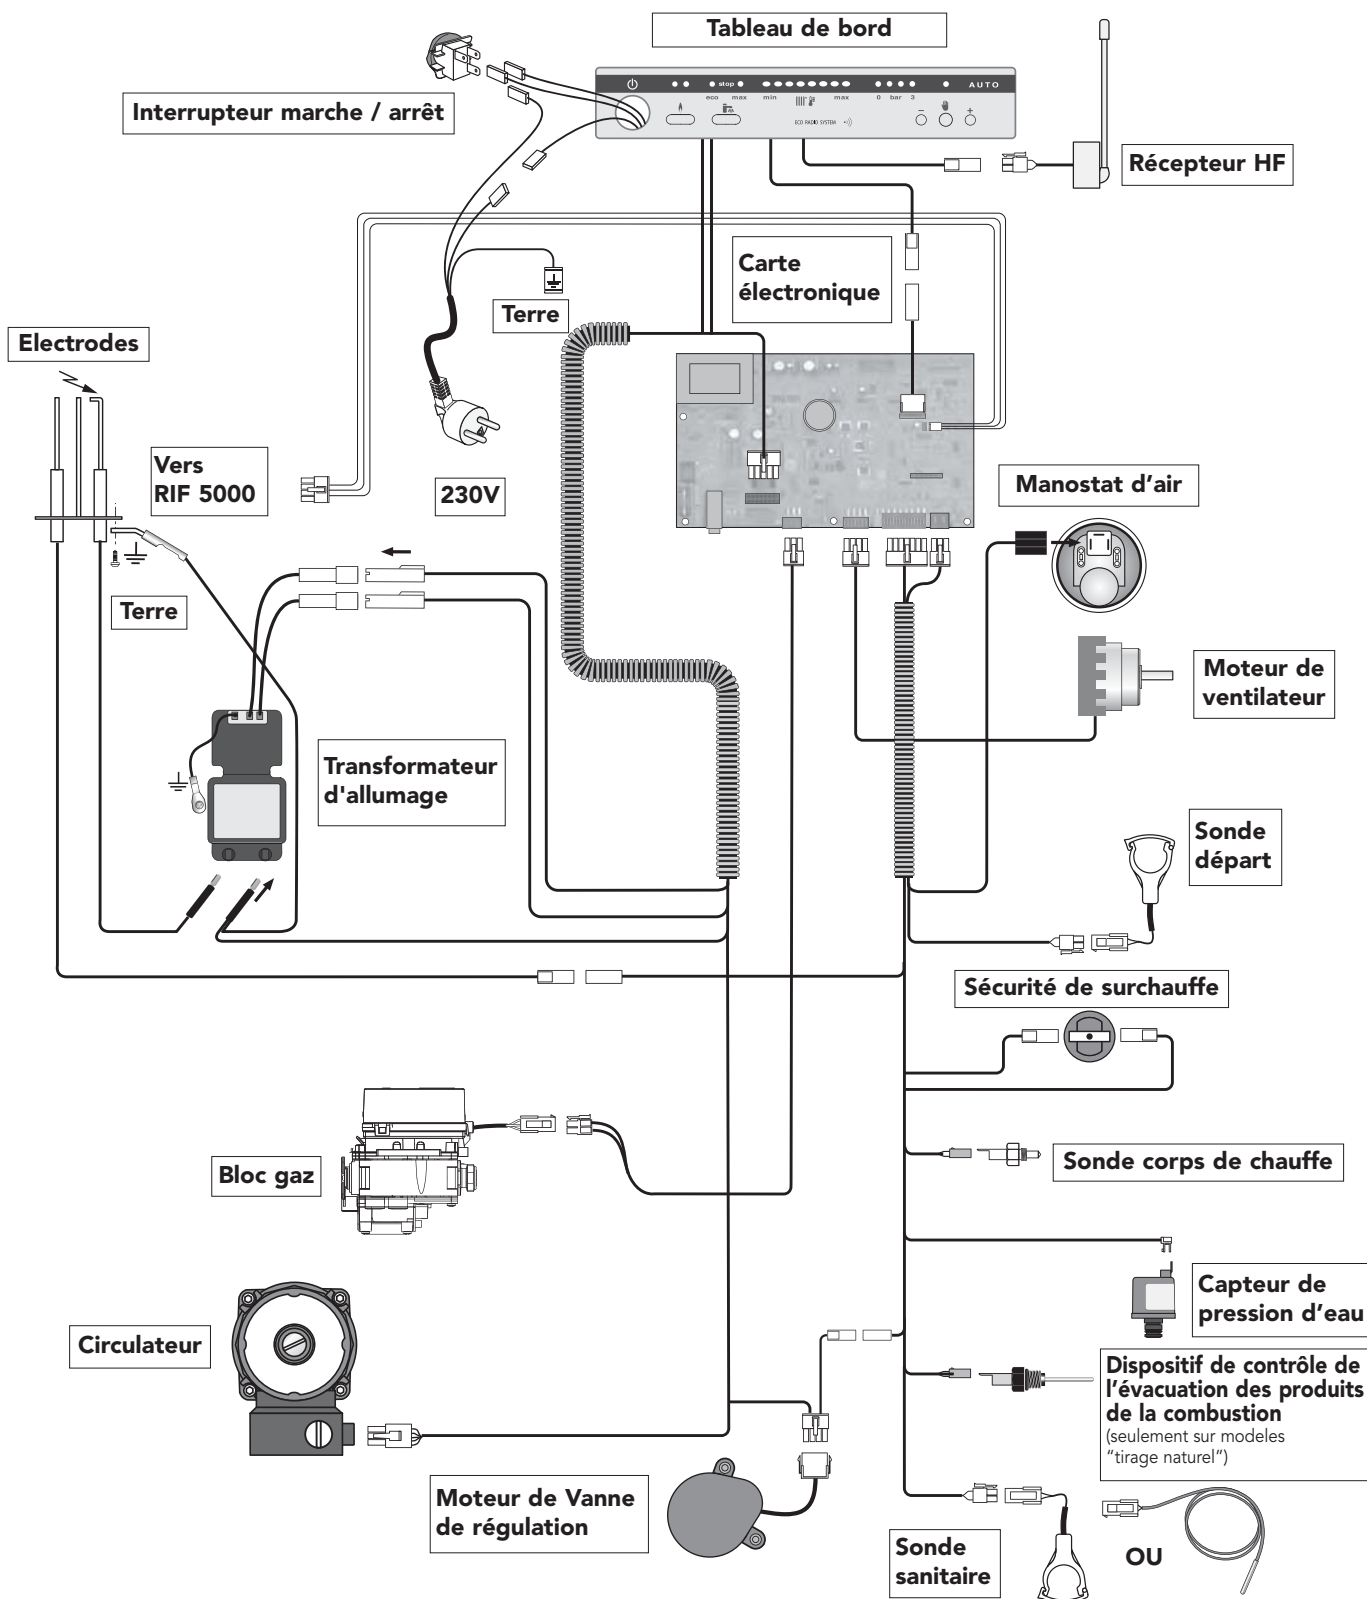 Tableau de bord
Interrupteur marche / arrêt
stop
AUTO
eco max min max 0 bar 3
ECO RADIO SYSTEM
- +
Récepteur HF
Carte
électronique
Terre
Electrodes
Vers
RIF 5000
230V
Manostat d'air
Terre
Moteur de
ventilateur
Transformateur
d'allumage
Sonde
départ
Sécurité de surchauffe
Bloc gaz
Sonde corps de chauffe
Capteur de
pression d'eau
Circulateur
Dispositif de contrôle de
l'évacuation des produits
de la combustion
(seulement sur modeles
"tirage naturel")
Moteur de Vanne
de régulation
Sonde
sanitaire
OU